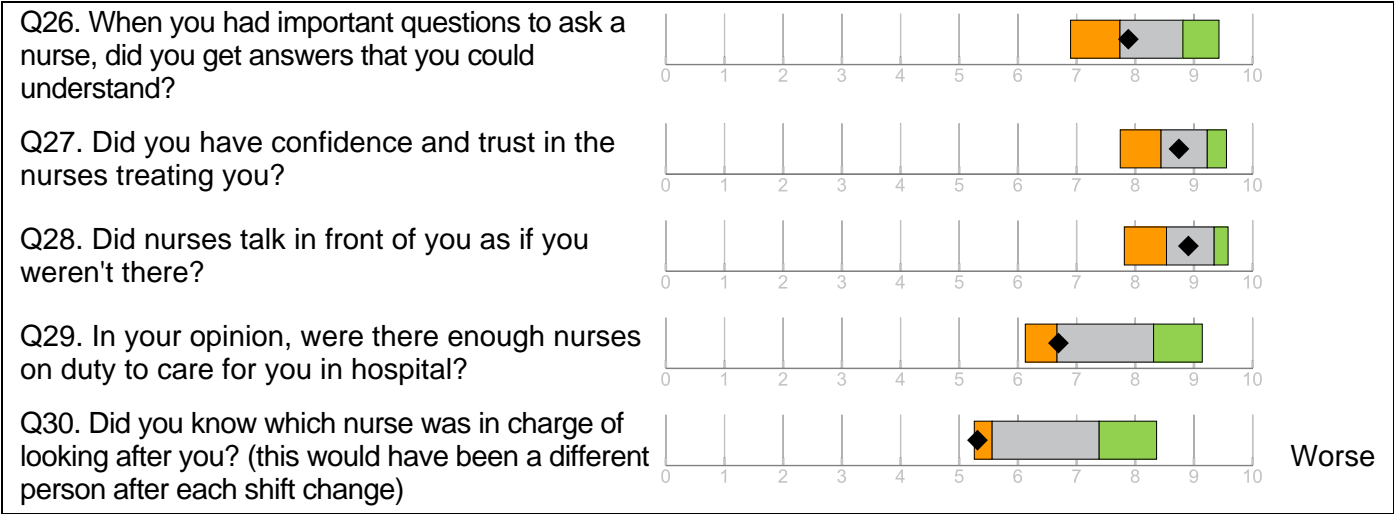 Q26. When you had important questions to ask a
nurse, did you get answers that you could
understand?
0 1 2 3 4 5 6 7 8 9 10
Q27. Did you have confidence and trust in the
nurses treating you?
0 1 2 3 4 5 6 7 8 9 10
Q28. Did nurses talk in front of you as if you
weren't there?
0 1 2 3 4 5 6 7 8 9 10
Q29. In your opinion, were there enough nurses
on duty to care for you in hospital?
0 1 2 3 4 5 6 7 8 9 10
Q30. Did you know which nurse was in charge of
looking after you? (this would have been a different
person after each shift change)
0 1 2 3 4 5 6 7 8 9 10
Worse